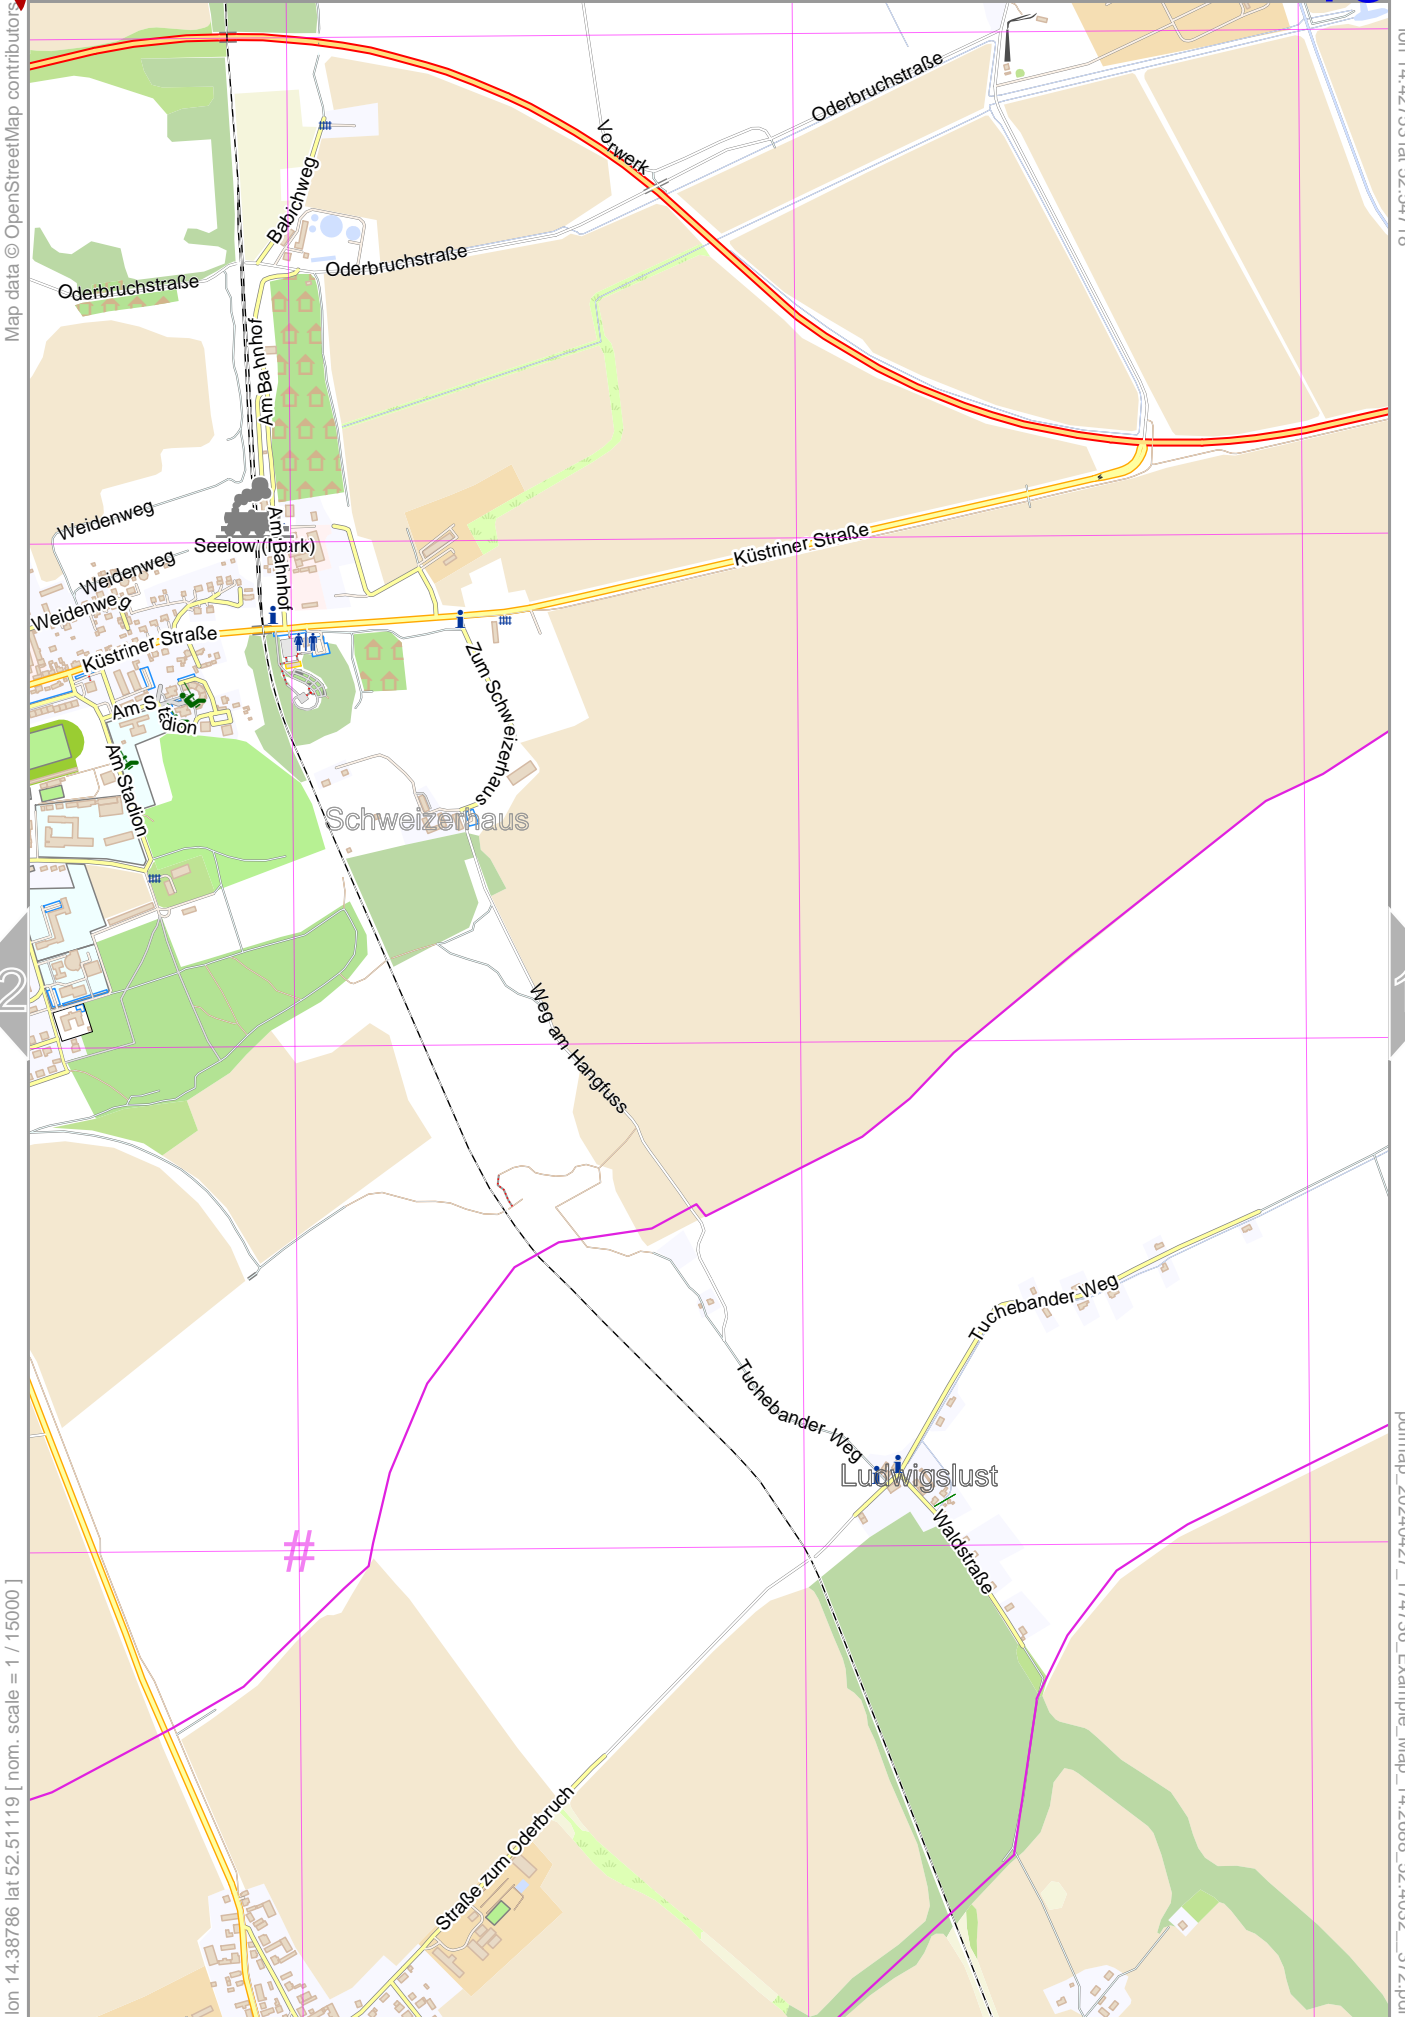 Map data © OpenStreetMap contributors
Oderbruchstraße
Vorwerk
Babichweg
Oderbruchstraße
Oderbruchstraße
Am Bahnhof
Weidenweg
Am Bahnhof
Seelow (Mark)
Küstriner Straße
Weidenweg
Weidenweg
Küstriner Straße
Zum Schweizerhaus
Am Stadion
Am Stadion
Schweizerhaus
2
Weg am Hangfuss
Tuchebander Weg
Tuchebander Weg
Ludwigslust
Waldstraße
#
Straße zum Oderbruch
lon 14.38786 lat 52.51119 [ nom. scale = 1 / 15000 ]